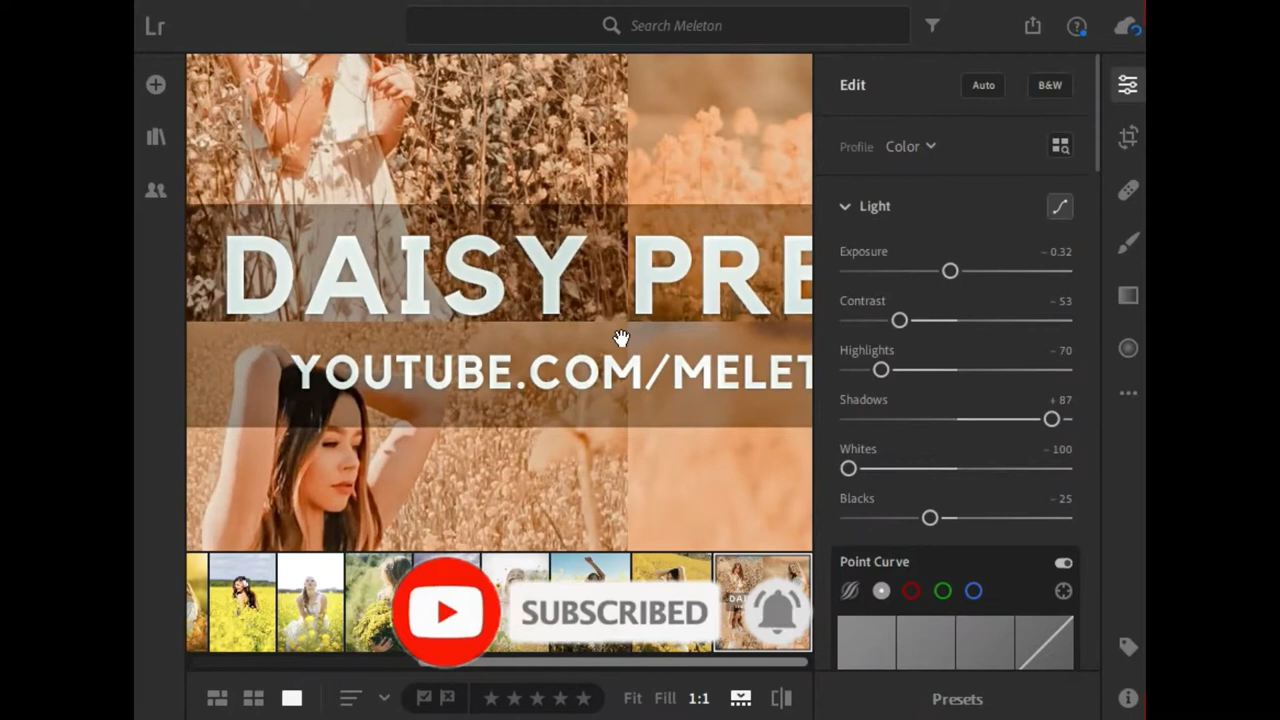 Lr
Search Meleton
Edit
Auto
B&W
Profile
Color
Light
Exposure
− 0.32
Contrast
− 53
Highlights
− 70
Shadows
+ 87
Whites
− 100
Blacks
− 25
Point Curve
DAISY PRE
YOUTUBE.COM/MELET
SUBSCRIBED
Fit
Fill
1:1
Presets